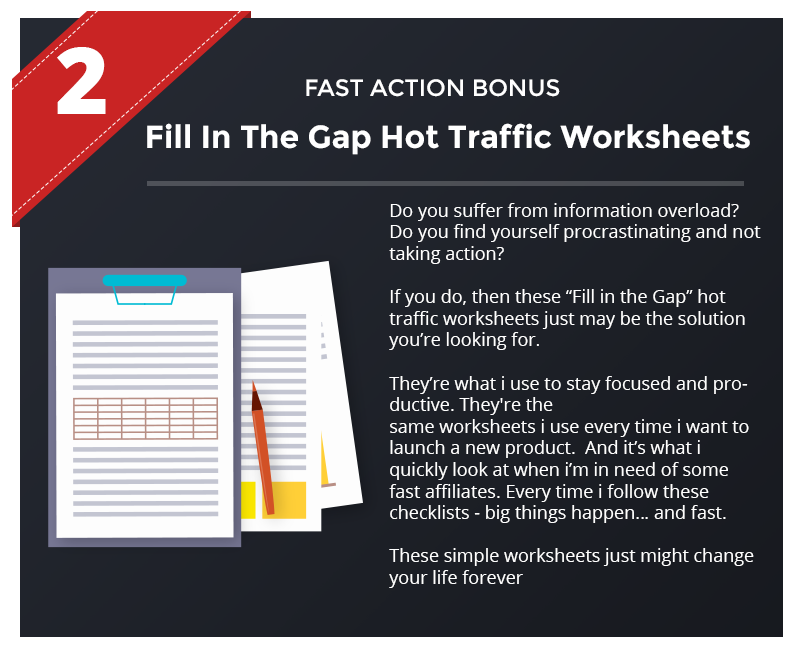 2
FAST ACTION BONUS
Fill In The Gap Hot Traffic Worksheets
Do you suffer from information overload?
Do you find yourself procrastinating and not
taking action?
If you do, then these “Fill in the Gap” hot
traffic worksheets just may be the solution
you’re looking for.
They’re what i use to stay focused and pro-
ductive. They're the
same worksheets i use every time i want to
launch a new product.  And it’s what i
quickly look at when i’m in need of some
fast affiliates. Every time i follow these
checklists - big things happen... and fast.
These simple worksheets just might change
your life forever